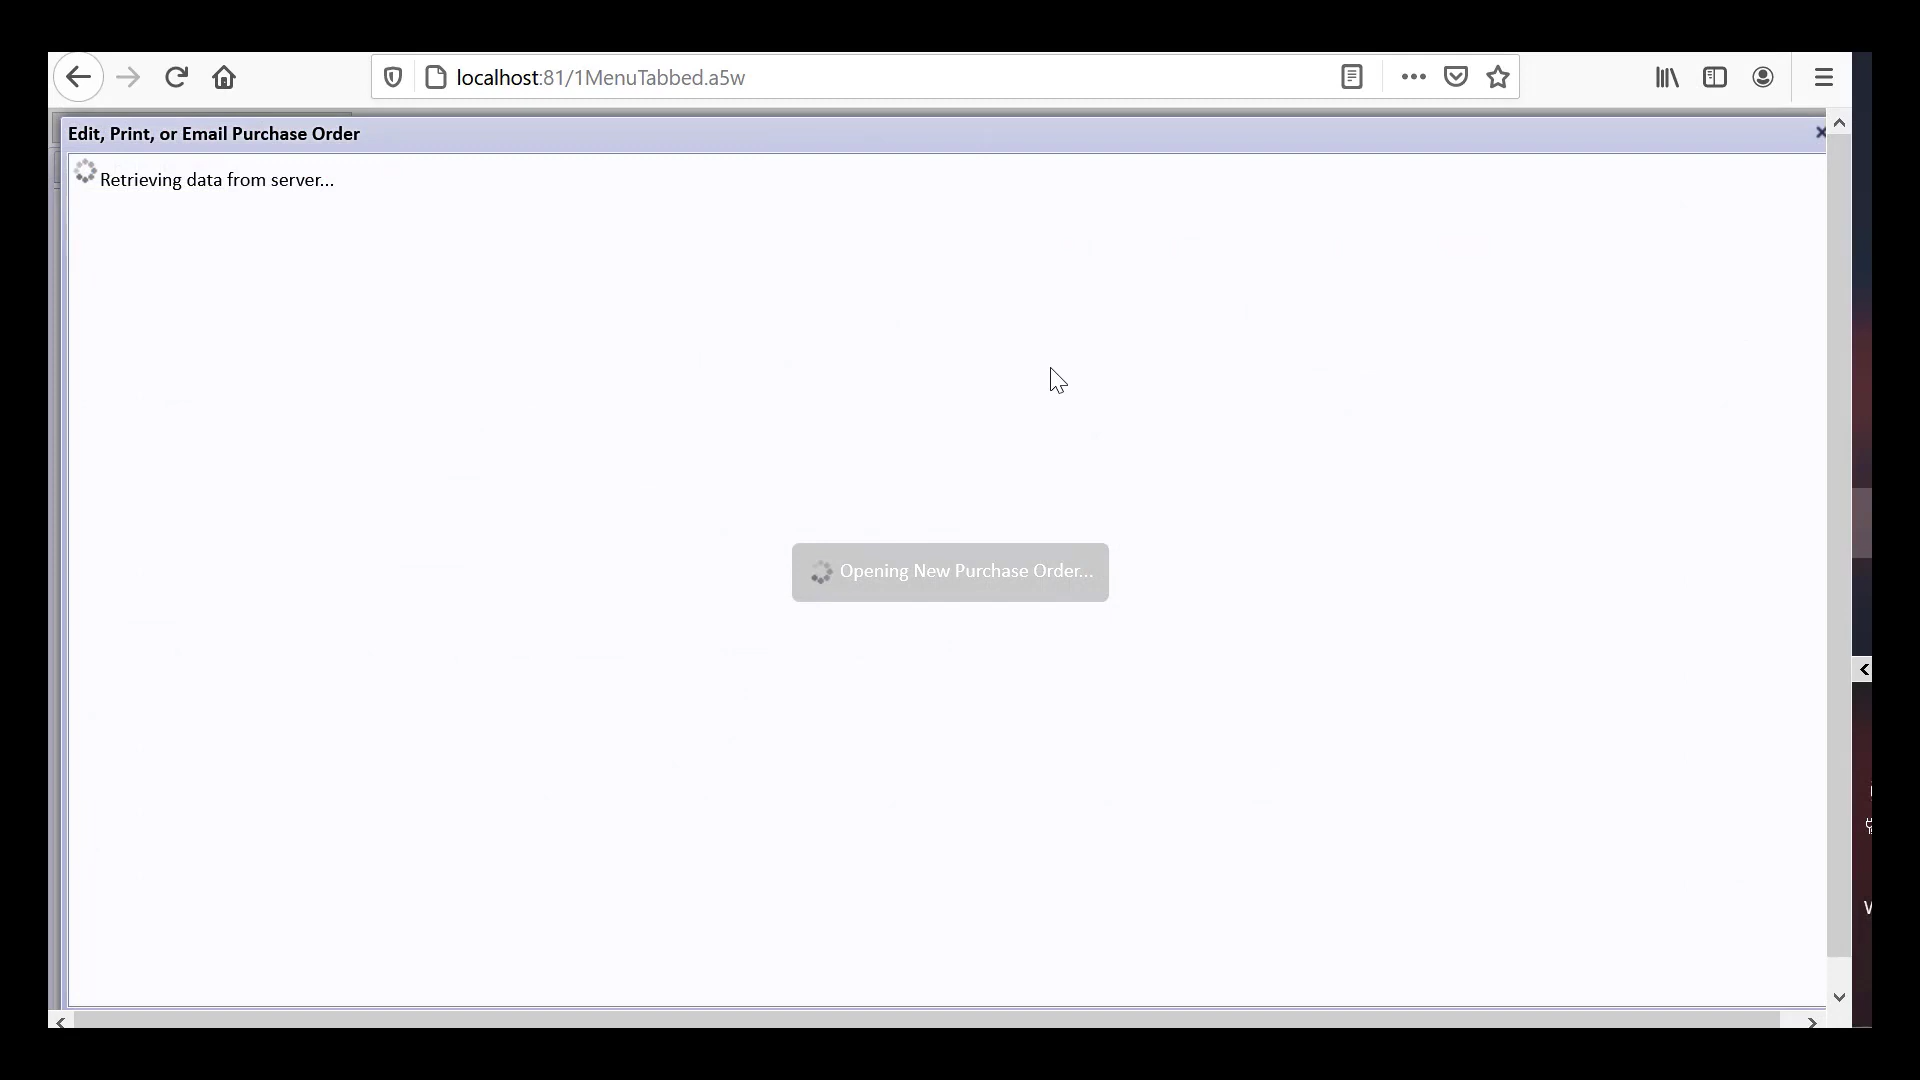 localhost:81/1MenuTabbed.a5w
Edit, Print, or Email Purchase Order
Retrieving data from server...
Opening New Purchase Order...